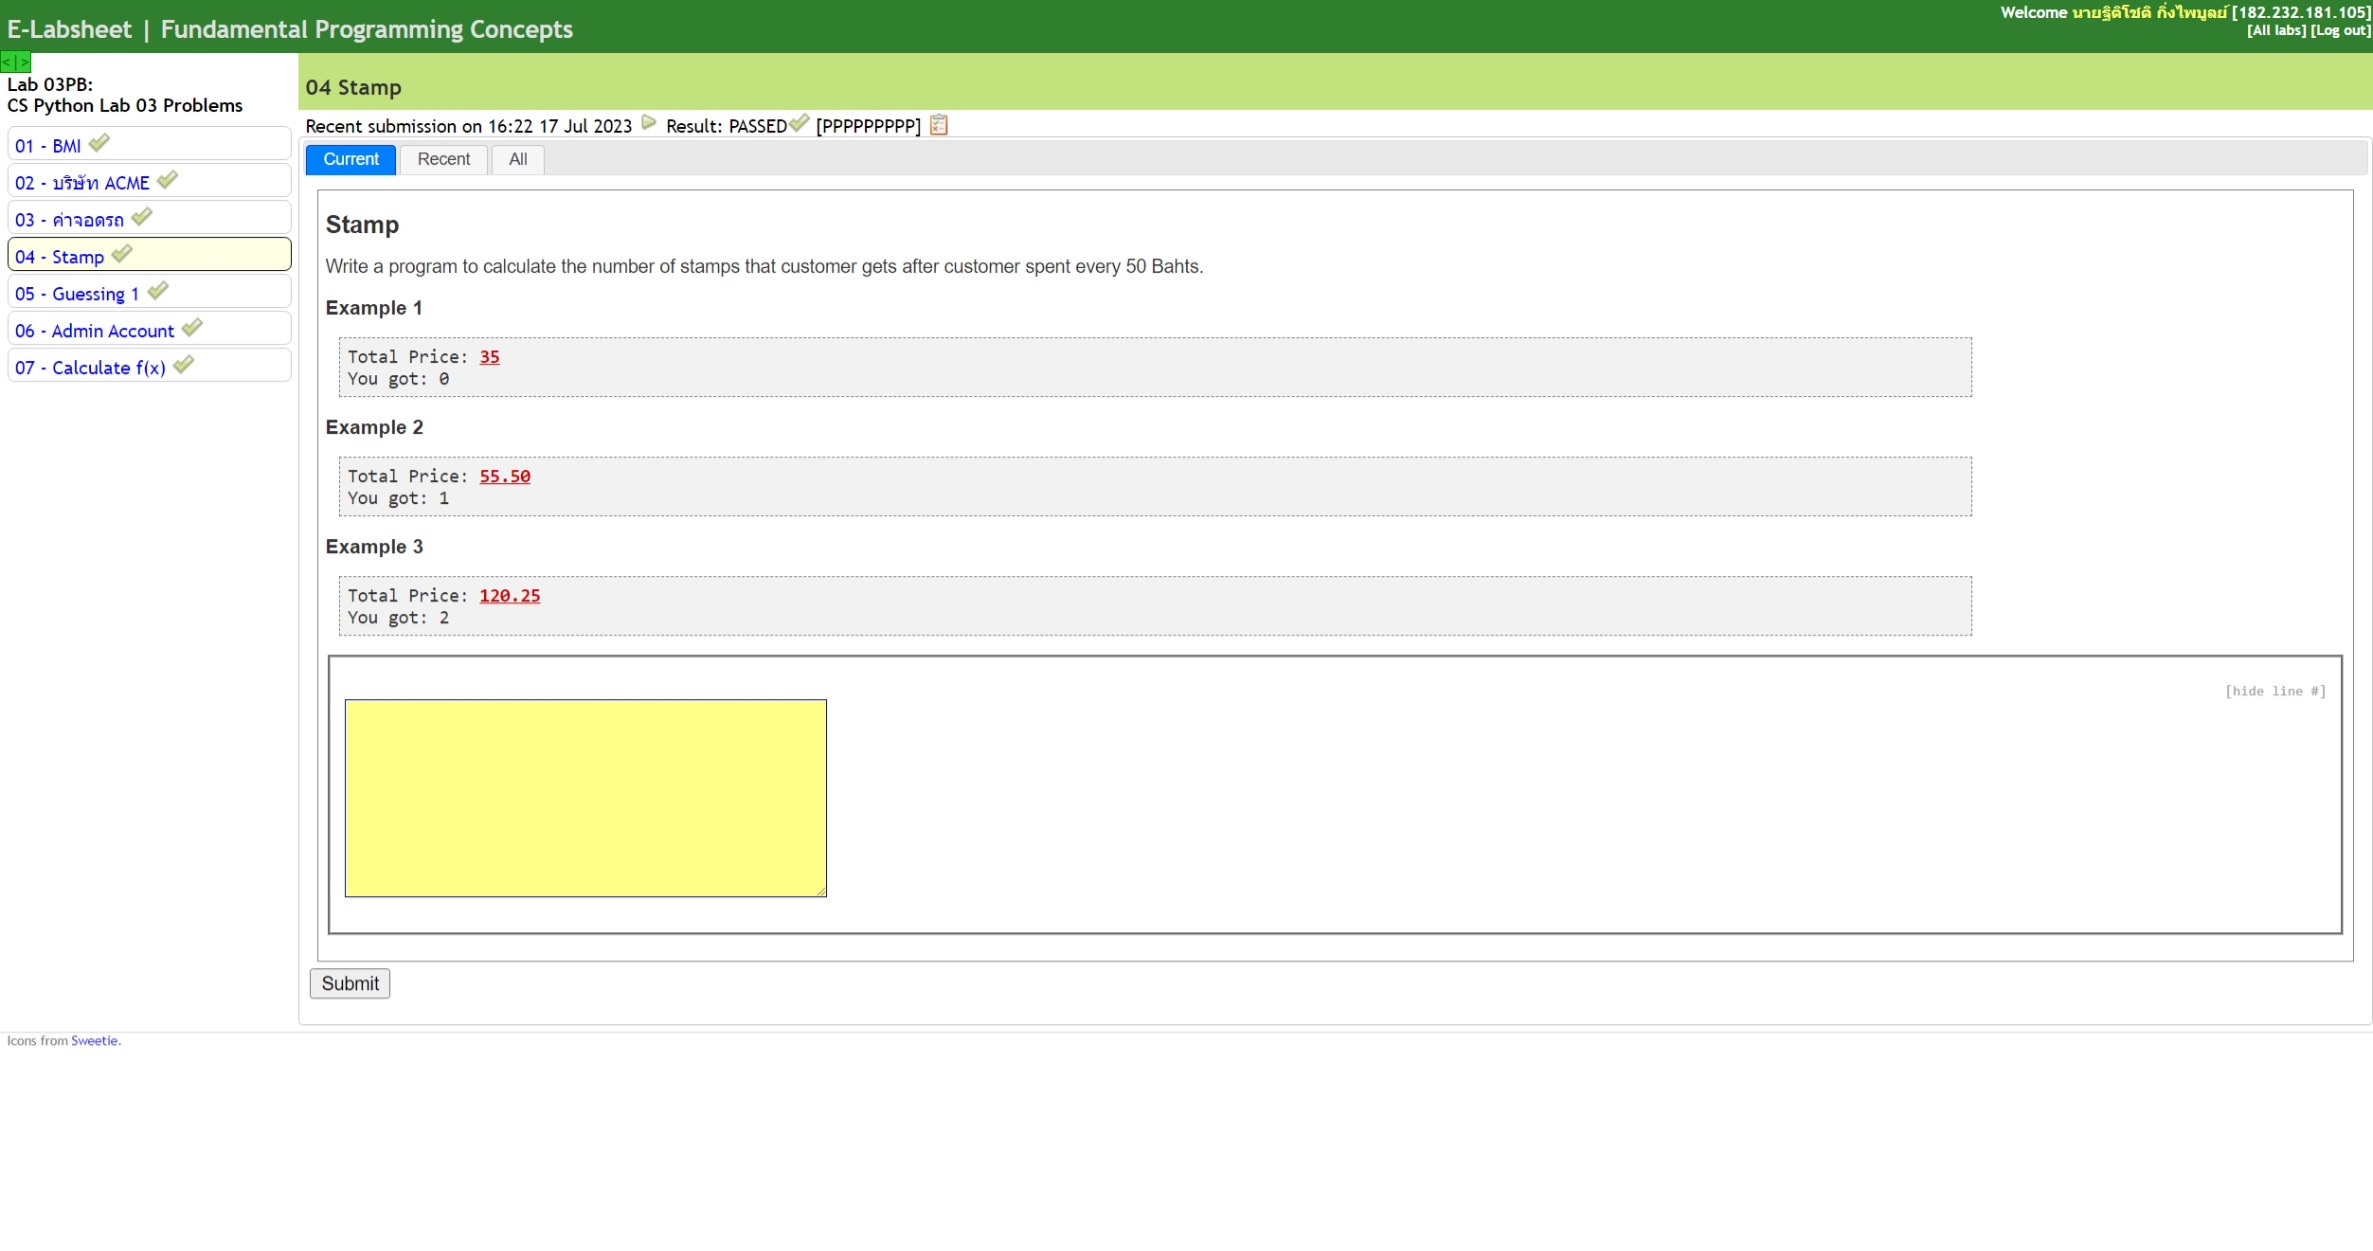 E-Labsheet | Fundamental Programming Concepts
Welcome นายฐิติโชติ กิ่งไพบูลย์ [182.232.181.105]
[All labs] [Log out]
<|>
Lab 03PB:
CS Python Lab 03 Problems
01 - BMI
02 - บริษัท ACME
03 - ค่าจอดรถ
04 - Stamp
05 - Guessing 1
06 - Admin Account
07 - Calculate f(x)
04 Stamp
Recent submission on 16:22 17 Jul 2023 Result: PASSED [PPPPPPPPP]
Current Recent All
Stamp
Write a program to calculate the number of stamps that customer gets after customer spent every 50 Bahts.
Example 1
Total Price: 35
You got: 0
Example 2
Total Price: 55.50
You got: 1
Example 3
Total Price: 120.25
You got: 2
[hide line #]
Submit
Icons from Sweetie.